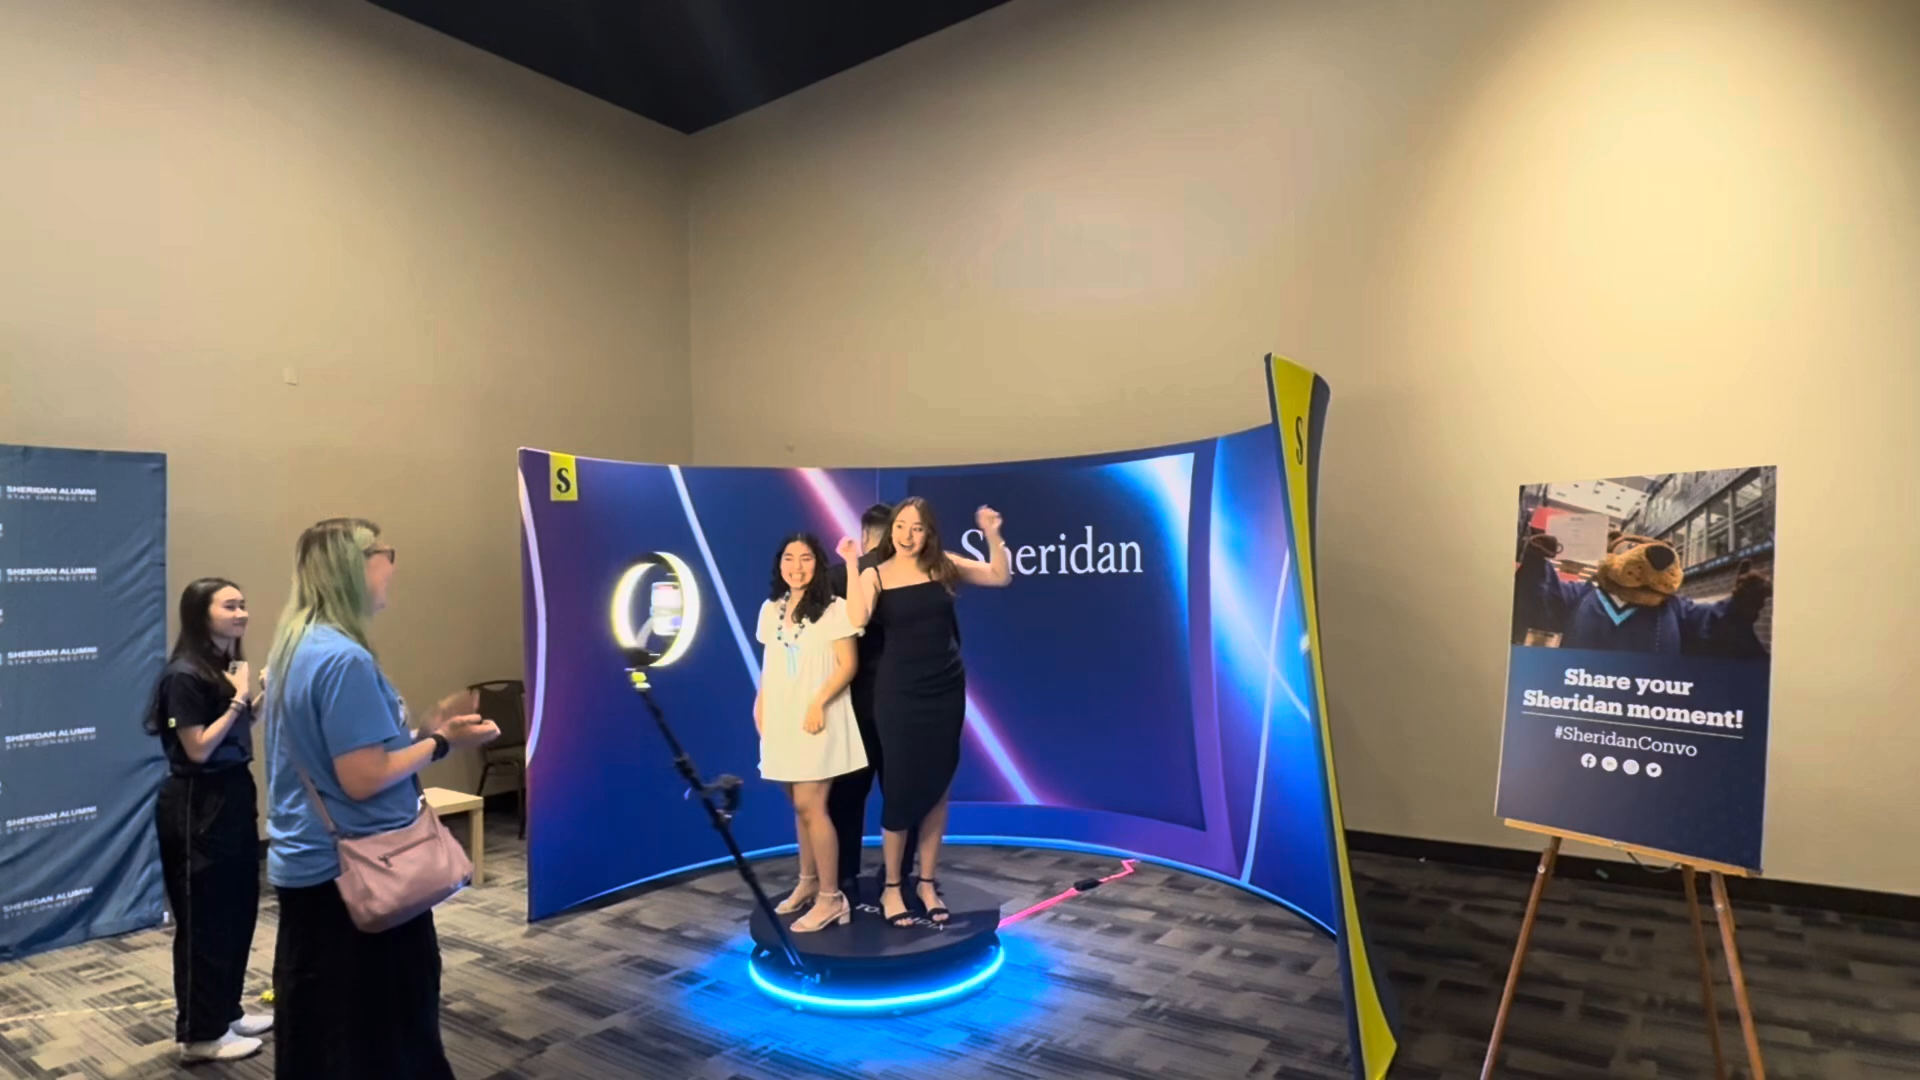 SHERIDAN ALUMNI
STAY CONNECTED
SHERIDAN ALUMNI
STAY CONNECTED
SHERIDAN ALUMNI
STAY CONNECTED
SHERIDAN ALUMNI
STAY CONNECTED
SHERIDAN ALUMNI
STAY CONNECTED
SHERIDAN ALUMNI
STAY CONNECTED
S
Sheridan
S
Share your
Sheridan moment!
#SheridanConvo